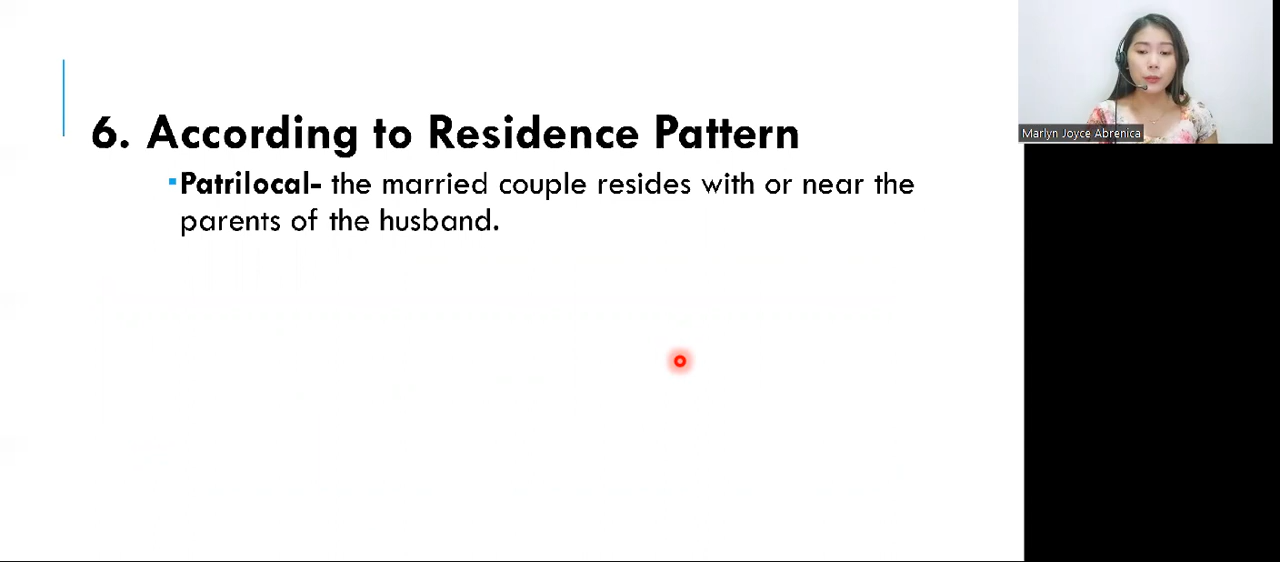 6. According to Residence Pattern
▪Patrilocal- the married couple resides with or near the
parents of the husband.
Marlyn Joyce Abrenica